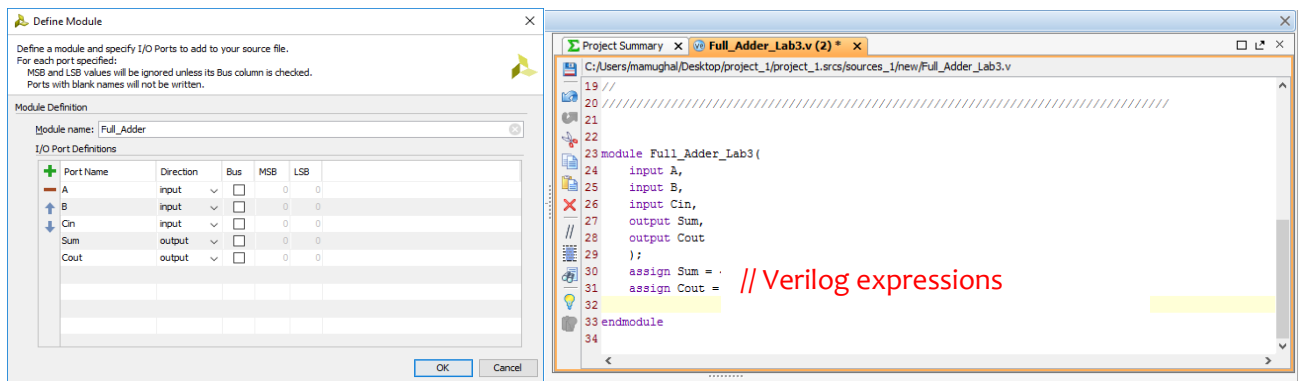 Define Module
Define a module and specify I/O Ports to add to your source file.
For each port specified:
MSB and LSB values will be ignored unless its Bus column is checked.
Ports with blank names will not be written.
Module Definition
Module name: Full_Adder
I/O Port Definitions
Port Name Direction Bus MSB LSB
A input 0 0
B input 0 0
Cin input 0 0
Sum output 0 0
Cout output 0 0
OK Cancel
Project Summary Full_Adder_Lab3.v (2) *
C:/Users/mamughal/Desktop/project_1/project_1.srcs/sources_1/new/Full_Adder_Lab3.v
19 //
20 //////////////////////////////////////////////////////////////////////////////////
21
22
23 module Full_Adder_Lab3(
24 input A,
25 input B,
26 input Cin,
27 output Sum,
28 output Cout
29 );
30 assign Sum =
31 assign Cout =
// Verilog expressions
32
33 endmodule
34